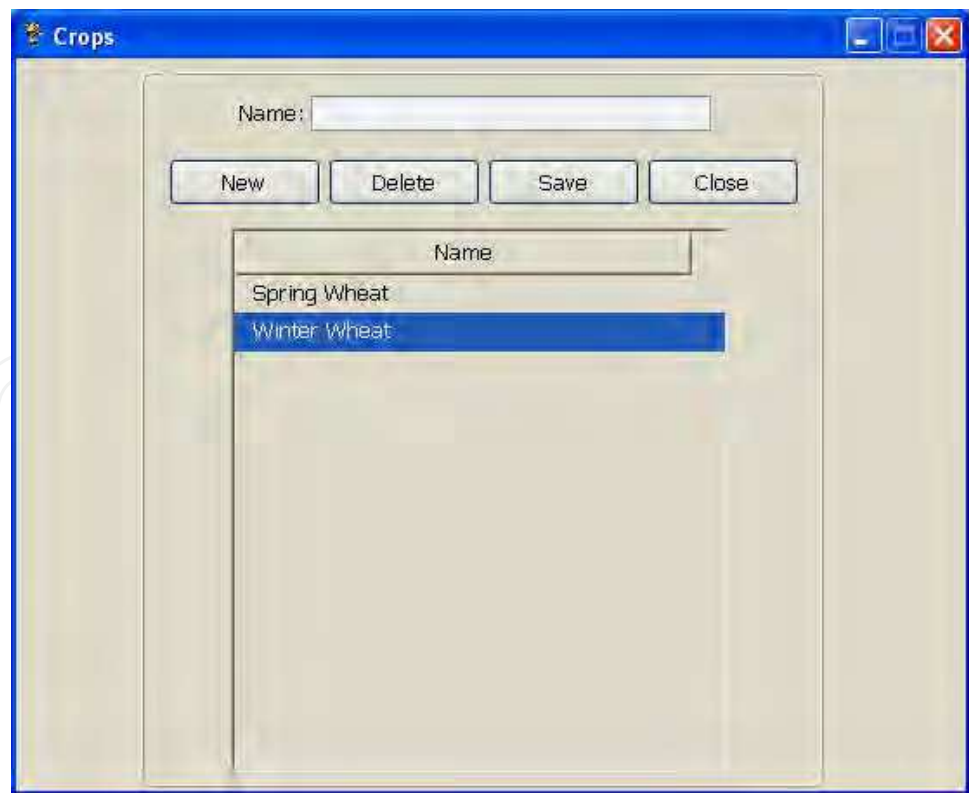 Crops
Name:
New Delete Save Close
Name
Spring Wheat
Winter Wheat